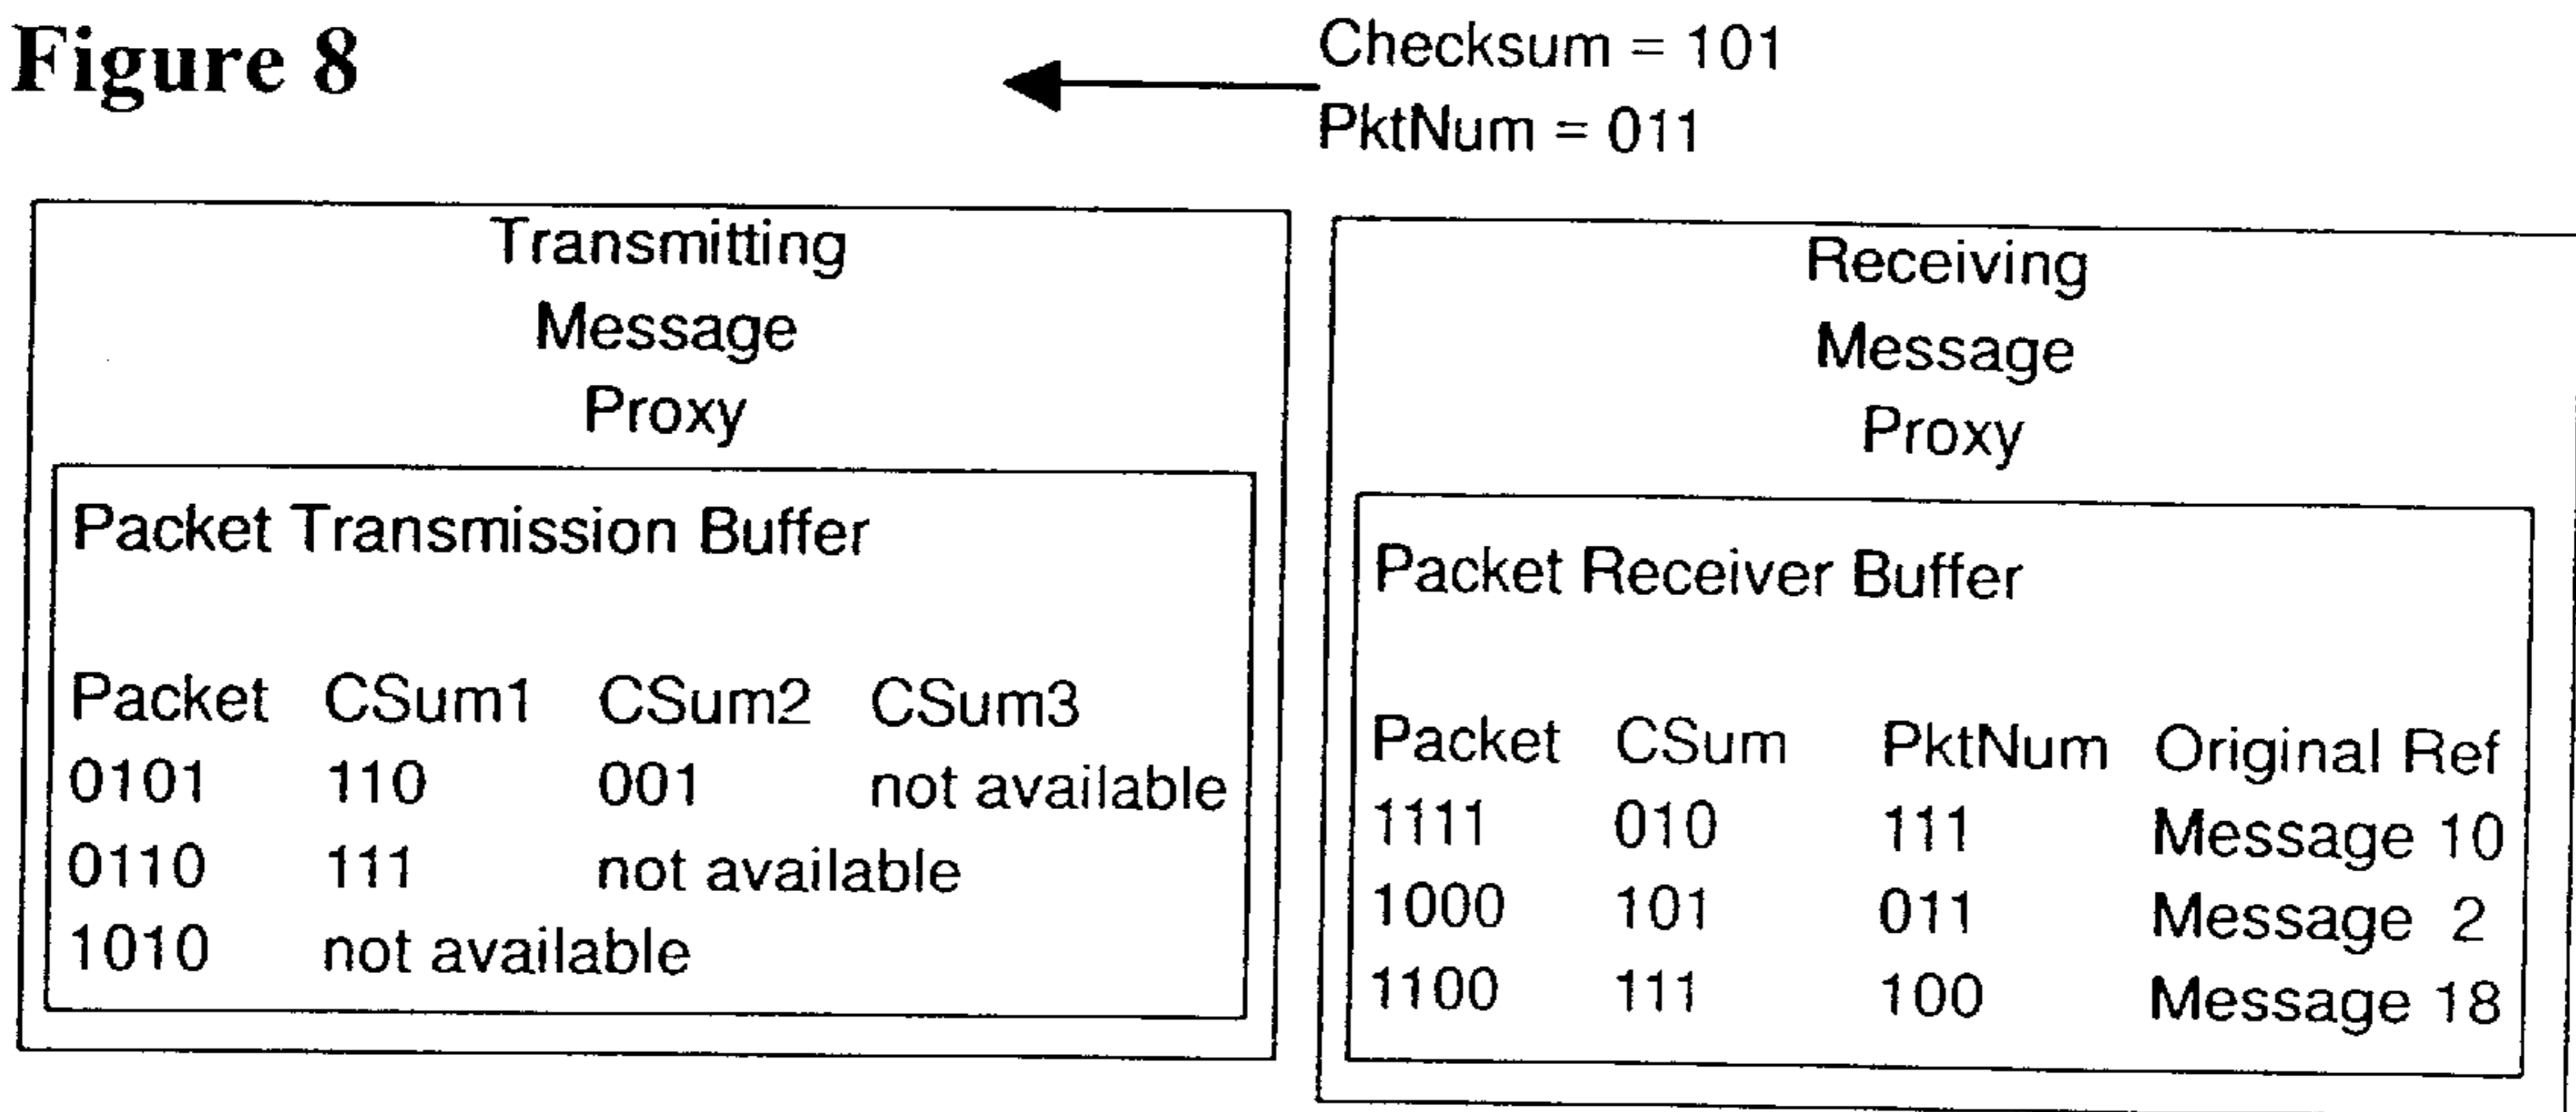 Figure 8
Checksum = 101
PktNum = 011
Transmitting
Message
Proxy
Packet Transmission Buffer
Packet CSum1 CSum2 CSum3
0101 110 001 not available
0110 111 not available
1010 not available
Receiving
Message
Proxy
Packet Receiver Buffer
Packet CSum PktNum Original Ref
1111 010 111 Message 10
1000 101 011 Message 2
1100 111 100 Message 18